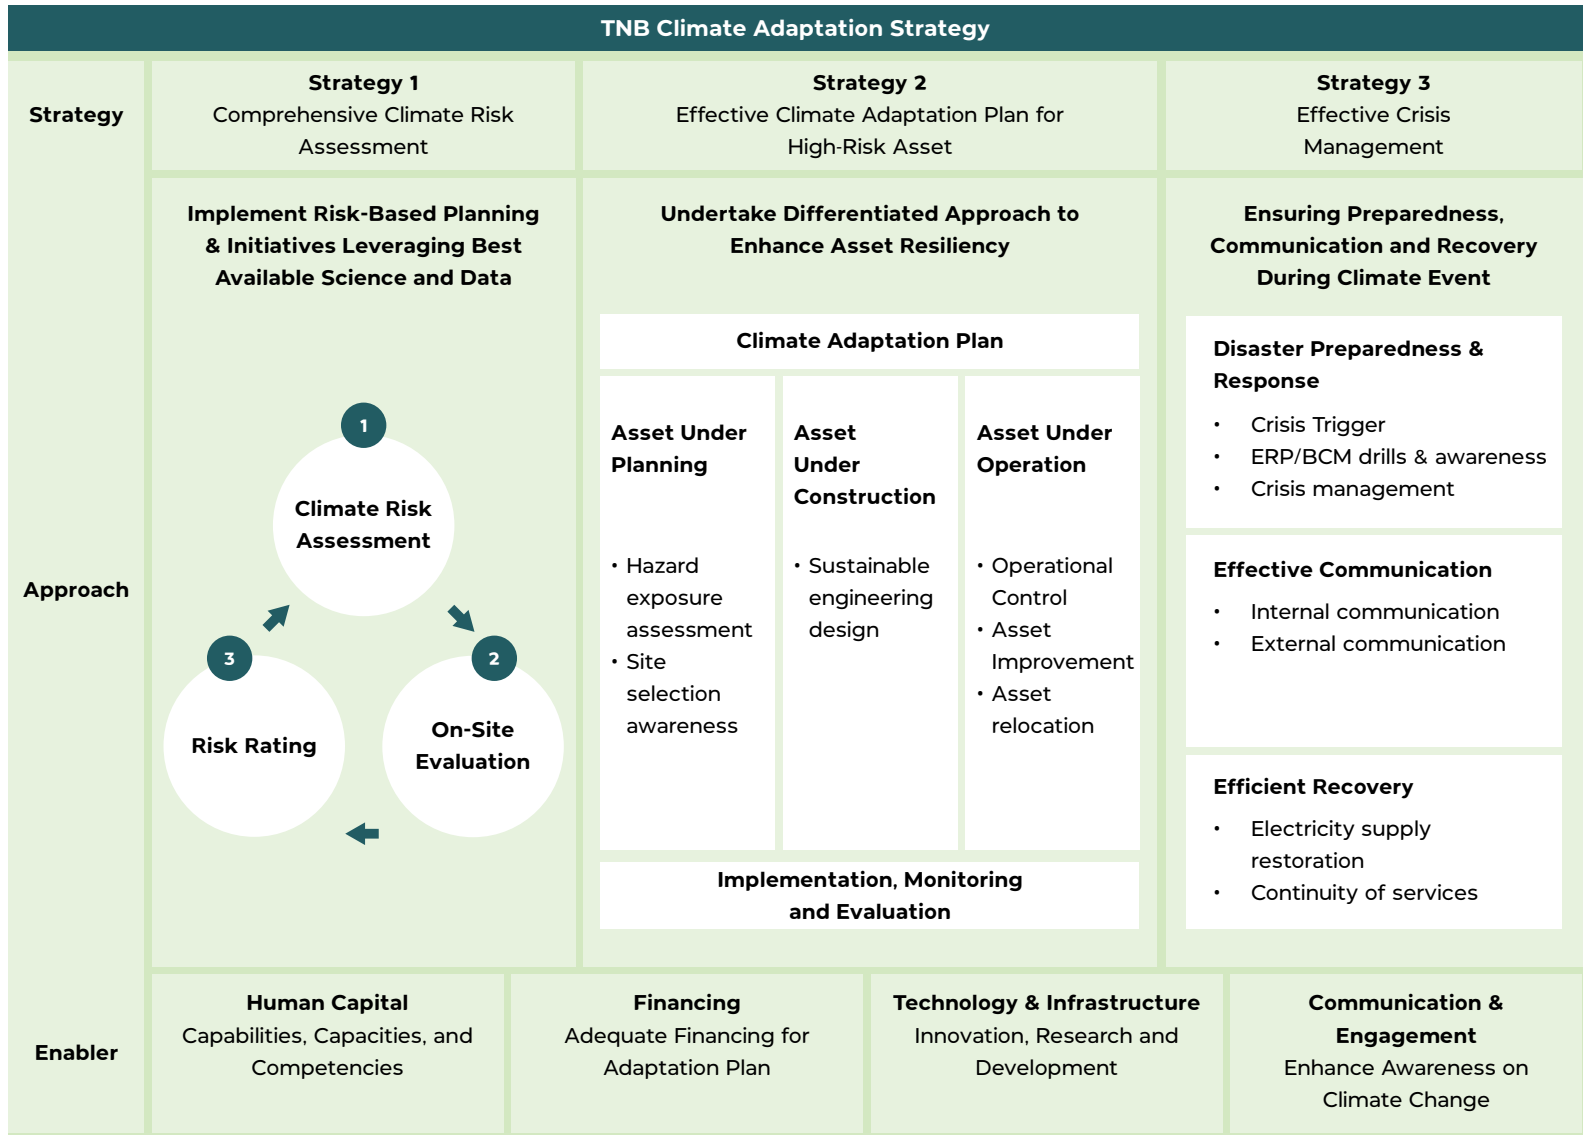 TNB Climate Adaptation Strategy
Strategy
Strategy 1
Comprehensive Climate Risk
Assessment
Strategy 2
Effective Climate Adaptation Plan for
High-Risk Asset
Strategy 3
Effective Crisis
Management
Approach
Implement Risk-Based Planning
& Initiatives Leveraging Best
Available Science and Data
1
Climate Risk
Assessment
2
On-Site
Evaluation
3
Risk Rating
Undertake Differentiated Approach to
Enhance Asset Resiliency
Climate Adaptation Plan
Asset Under
Planning
• Hazard
exposure
assessment
• Site
selection
awareness
Asset
Under
Construction
• Sustainable
engineering
design
Asset Under
Operation
• Operational
Control
• Asset
Improvement
• Asset
relocation
Implementation, Monitoring
and Evaluation
Ensuring Preparedness,
Communication and Recovery
During Climate Event
Disaster Preparedness &
Response
• Crisis Trigger
• ERP/BCM drills & awareness
• Crisis management
Effective Communication
• Internal communication
• External communication
Efficient Recovery
• Electricity supply
restoration
• Continuity of services
Enabler
Human Capital
Capabilities, Capacities, and
Competencies
Financing
Adequate Financing for
Adaptation Plan
Technology & Infrastructure
Innovation, Research and
Development
Communication &
Engagement
Enhance Awareness on
Climate Change